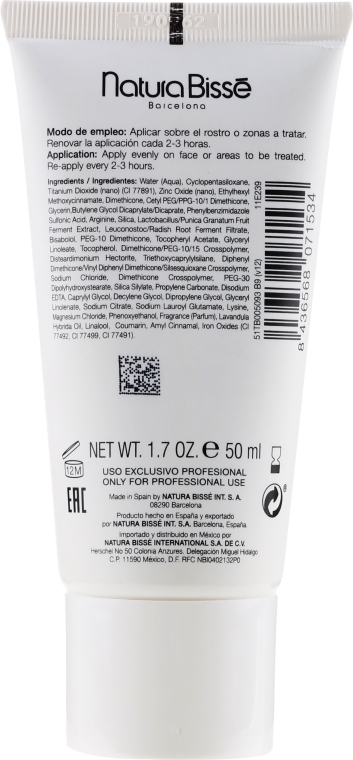 190262
Natura Bissé
Barcelona
Modo de empleo: Aplicar sobre el rostro o zonas a tratar.
Renovar la aplicación cada 2-3 horas.
Application: Apply evenly on face or areas to be treated.
Re-apply every 2-3 hours.
Ingredients / Ingredientes: Water (Aqua), Cyclopentasiloxane,
Titanium Dioxide (nano) (CI 77891), Zinc Oxide (nano), Ethylhexyl
Methoxycinnamate, Dimethicone, Cetyl PEG/PPG-10/1 Dimethicone,
Glycerin,Butylene Glycol Dicaprylate/Dicaprate, Phenylbenzimidazole
Sulfonic Acid, Arginine, Silica, Lactobacillus/Punica Granatum Fruit
Ferment Extract, Leuconostoc/Radish Root Ferment Filtrate,
Bisabolol, PEG-10 Dimethicone, Tocopheryl Acetate, Glyceryl
Linoleate, Tocopherol, Dimethicone/PEG-10/15 Crosspolymer,
Disteardimonium Hectorite, Triethoxycaprylylsilane, Diphenyl
Dimethicone/Vinyl Diphenyl Dimethicone/Silsesquioxane Crosspolymer,
Sodium Chloride, Dimethicone Crosspolymer, PEG-30
Dipolyhydroxystearate, Silica Silylate, Propylene Carbonate, Disodium
EDTA, Caprylyl Glycol, Decylene Glycol, Dipropylene Glycol, Glyceryl
Linolenate, Sodium Citrate, Sodium Lauroyl Glutamate, Lysine,
Magnesium Chloride, Phenoxyethanol, Fragrance (Parfum), Lavandula
Hybrida Oil, Linalool, Coumarin, Amyl Cinnamal, Iron Oxides (CI
77492, CI 77499, CI 77491).
11E239
51TB005093 B9 (v12)
8 436568 071534
12M
NET WT. 1.7 OZ. e 50 ml
USO EXCLUSIVO PROFESIONAL
ONLY FOR PROFESSIONAL USE
EAC
Made in Spain by NATURA BISSÉ INT. S. A.
08290 Barcelona
Producto hecho en España y exportado
por NATURA BISSÉ INT. S.A. Barcelona, España.
Importado y distribuido en México por
NATURA BISSÉ INTERNATIONAL S.A. DE C.V.
Herschel No 50 Colonia Anzures. Delegación Miguel Hidalgo
C.P. 11590 México, D.F. RFC NBI0402132P0